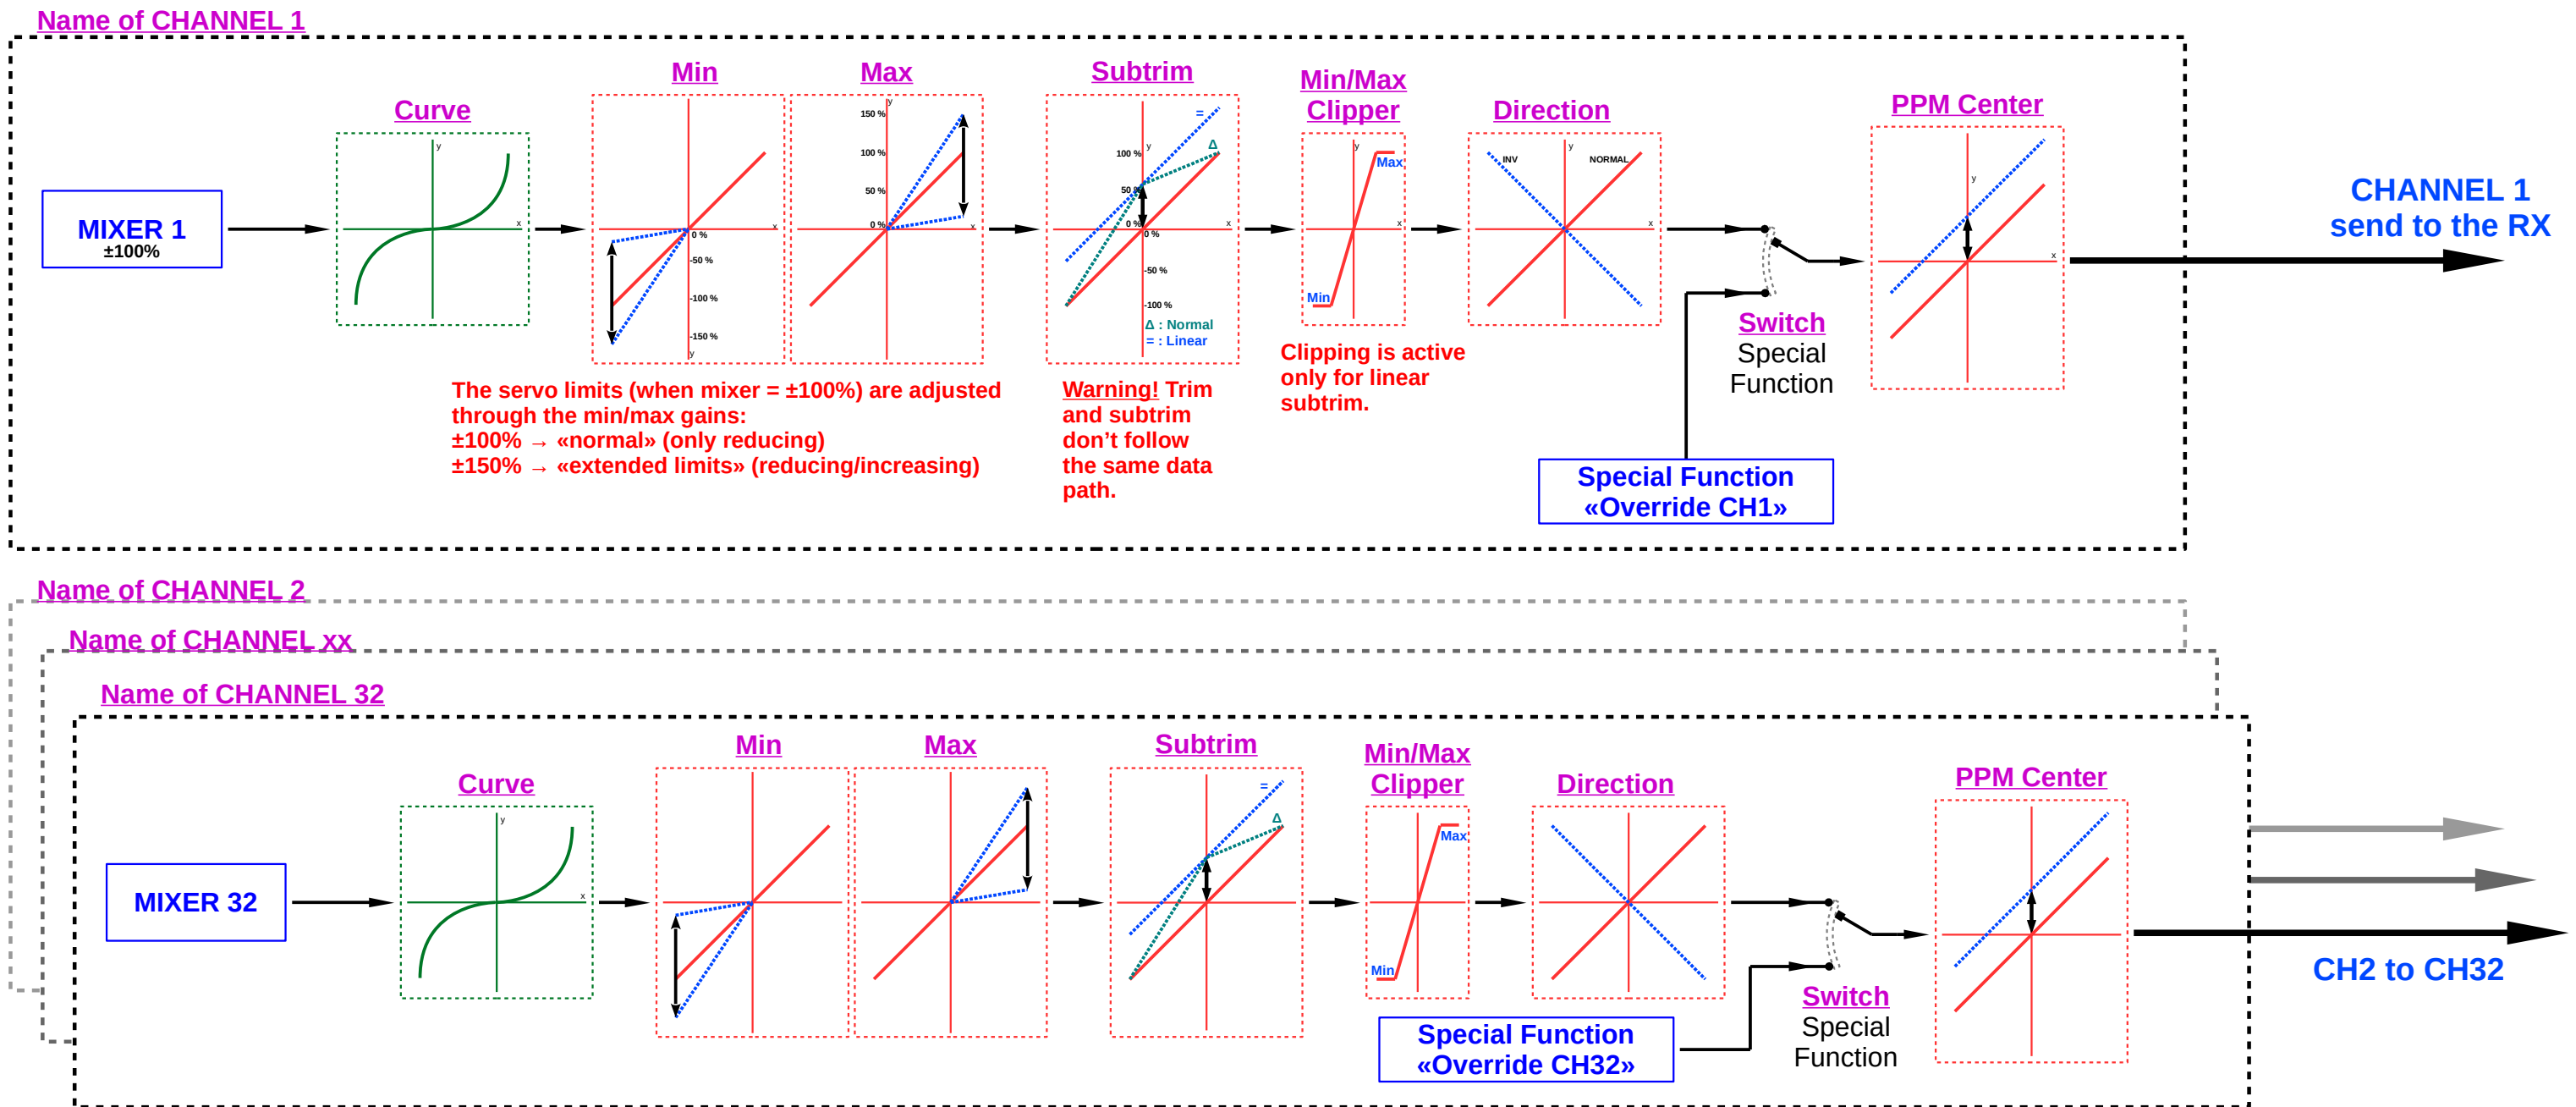 Name of CHANNEL 1
MIXER 1
±100%
Curve
y
x
Min
x
0 %
-50 %
-100 %
-150 %
y
Max
y
150 %
100 %
50 %
0 %
x
The servo limits (when mixer = ±100%) are adjusted
through the min/max gains:
±100% → «normal» (only reducing)
±150% → «extended limits» (reducing/increasing)
Subtrim
=
Δ
y
100 %
50 %
0 %
x
0 %
-50 %
-100 %
Δ : Normal
= : Linear
Warning! Trim
and subtrim
don’t follow
the same data
path.
Min/Max
Clipper
y
Max
x
Min
Clipping is active
only for linear
subtrim.
Direction
INV
y
NORMAL
x
Switch
Special
Function
Special Function
«Override CH1»
PPM Center
y
x
CHANNEL 1
send to the RX
Name of CHANNEL 2
Name of CHANNEL xx
Name of CHANNEL 32
MIXER 32
Curve
y
x
Min
Max
Subtrim
=
Δ
Min/Max
Clipper
Max
Min
Direction
Special Function
«Override CH32»
Switch
Special
Function
PPM Center
CH2 to CH32